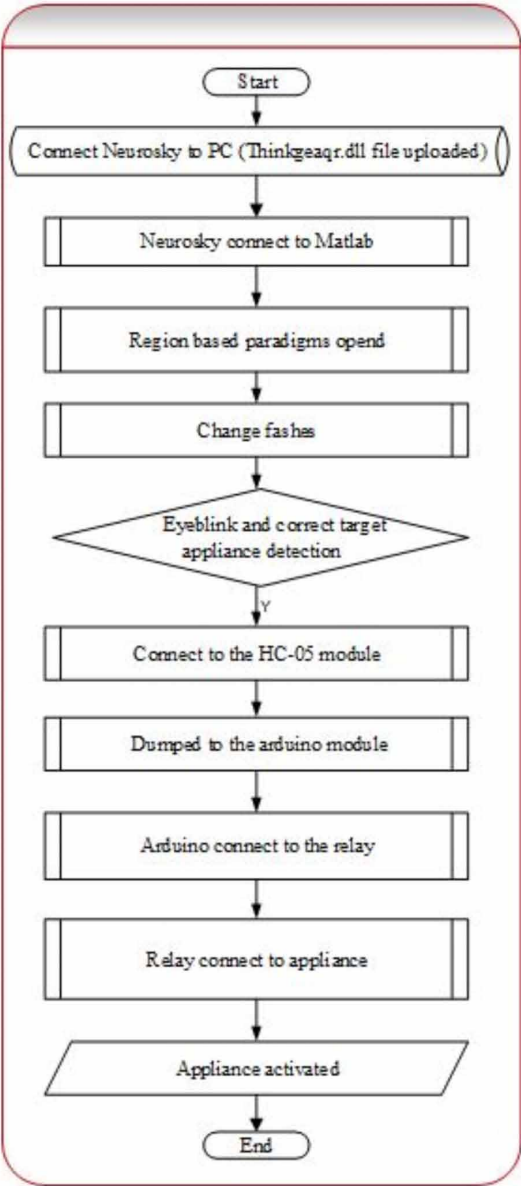 Start
Connect Neurosky to PC (Thinkgeaqr.dll file uploaded)
Neurosky connect to Matlab
Region based paradigms opend
Change fashes
Eyeblink and correct target
appliance detection
Y
Connect to the HC-05 module
Dumped to the arduino module
Arduino connect to the relay
Relay connect to appliance
Appliance activated
End